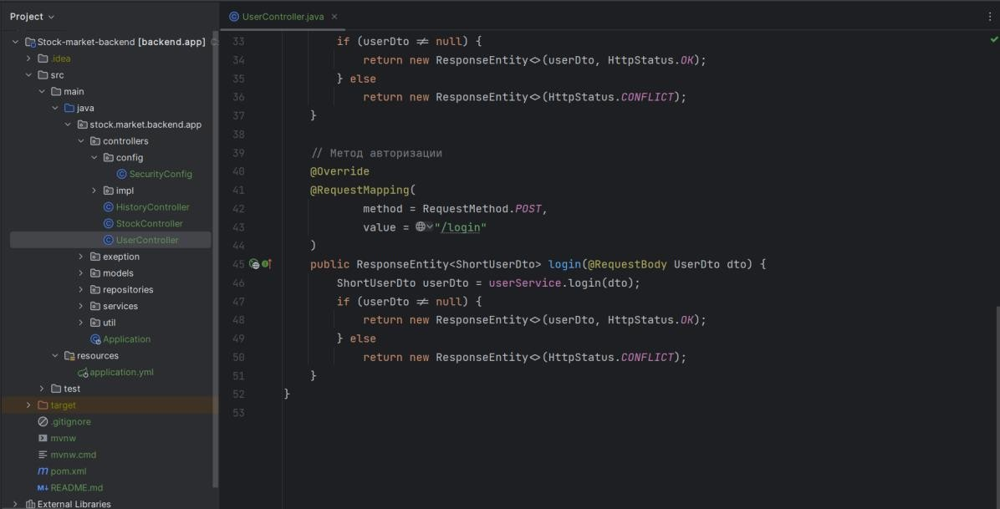 Project
UserController.java
Stock-market-backend [backend.app]
.idea
src
main
java
stock.market.backend.app
controllers
config
SecurityConfig
impl
HistoryController
StockController
UserController
exeption
models
repositories
services
util
Application
resources
application.yml
test
target
.gitignore
mvnw
mvnw.cmd
pom.xml
README.md
External Libraries
33 if (userDto ≠ null) {
34 return new ResponseEntity<>(userDto, HttpStatus.OK);
35 } else
36 return new ResponseEntity<>(HttpStatus.CONFLICT);
37 }
38
39 // Метод авторизации
40 @Override
41 @RequestMapping(
42 method = RequestMethod.POST,
43 value = "/login"
44 )
45 public ResponseEntity<ShortUserDto> login(@RequestBody UserDto dto) {
46 ShortUserDto userDto = userService.login(dto);
47 if (userDto ≠ null) {
48 return new ResponseEntity<>(userDto, HttpStatus.OK);
49 } else
50 return new ResponseEntity<>(HttpStatus.CONFLICT);
51 }
52 }
53